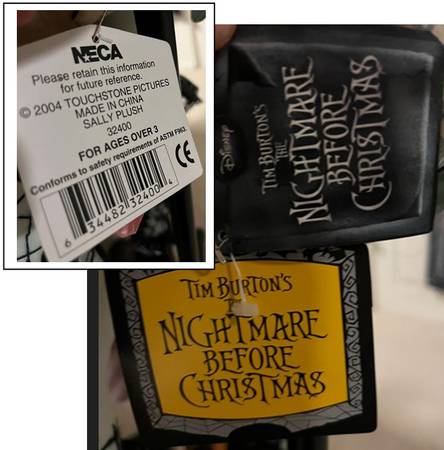 NECA
Please retain this information
for future reference.
© 2004 TOUCHSTONE PICTURES
MADE IN CHINA
SALLY PLUSH
32400
FOR AGES OVER 3
Conforms to safety requirements of ASTM F963.
CE
6 34482 32400 4
Disney
TIM BURTON'S
THE
NIGHTMARE
BEFORE
CHRISTMAS
TIM BURTON'S
THE
NIGHTMARE
BEFORE
CHRISTMAS